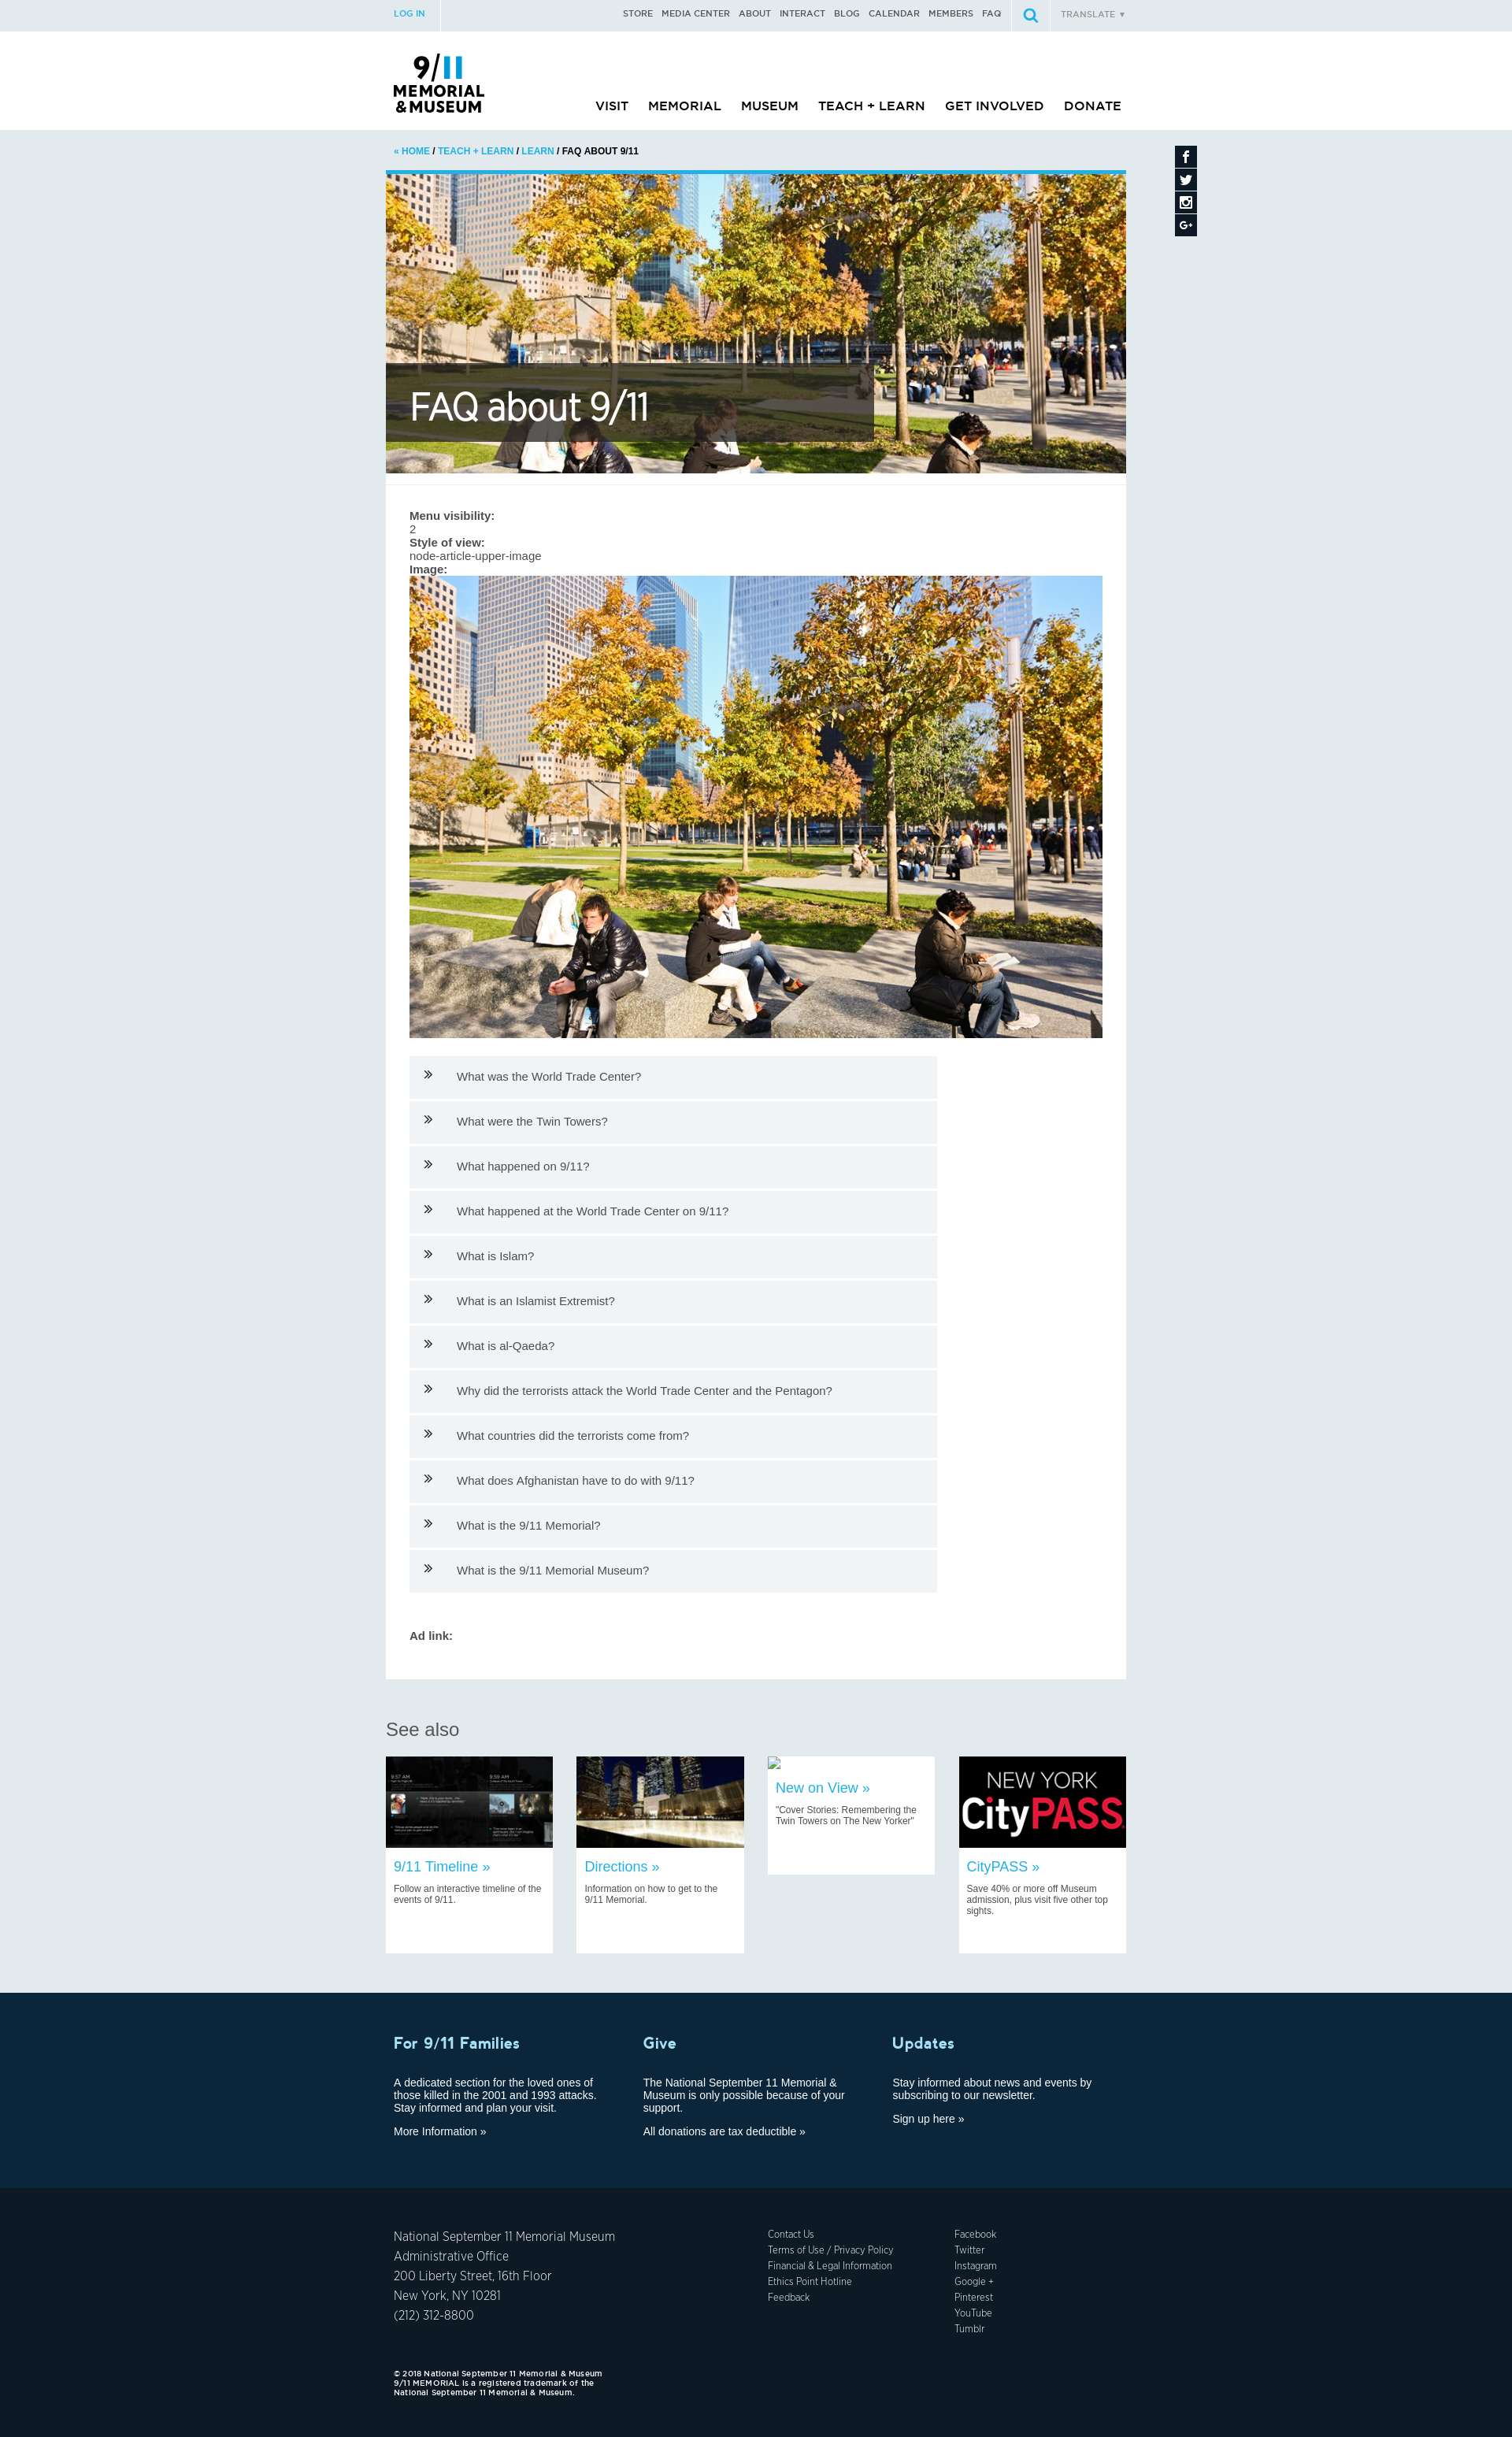 LOG IN
STORE MEDIA CENTER ABOUT INTERACT BLOG CALENDAR MEMBERS FAQ
TRANSLATE ▼
9/11
MEMORIAL
&MUSEUM
VISIT MEMORIAL MUSEUM TEACH + LEARN GET INVOLVED DONATE
« HOME / TEACH + LEARN / LEARN / FAQ ABOUT 9/11
FAQ about 9/11
Menu visibility:
2
Style of view:
node-article-upper-image
Image:
What was the World Trade Center?
What were the Twin Towers?
What happened on 9/11?
What happened at the World Trade Center on 9/11?
What is Islam?
What is an Islamist Extremist?
What is al-Qaeda?
Why did the terrorists attack the World Trade Center and the Pentagon?
What countries did the terrorists come from?
What does Afghanistan have to do with 9/11?
What is the 9/11 Memorial?
What is the 9/11 Memorial Museum?
Ad link:
See also
9:57 AM
9:59 AM
9/11 Timeline »
Follow an interactive timeline of the
events of 9/11.
Directions »
Information on how to get to the
9/11 Memorial.
New on View »
"Cover Stories: Remembering the
Twin Towers on The New Yorker"
NEW YORK
CityPASS
CityPASS »
Save 40% or more off Museum
admission, plus visit five other top
sights.
For 9/11 Families
A dedicated section for the loved ones of
those killed in the 2001 and 1993 attacks.
Stay informed and plan your visit.
More Information »
Give
The National September 11 Memorial &
Museum is only possible because of your
support.
All donations are tax deductible »
Updates
Stay informed about news and events by
subscribing to our newsletter.
Sign up here »
National September 11 Memorial Museum
Administrative Office
200 Liberty Street, 16th Floor
New York, NY 10281
(212) 312-8800
Contact Us
Terms of Use / Privacy Policy
Financial & Legal Information
Ethics Point Hotline
Feedback
Facebook
Twitter
Instagram
Google +
Pinterest
YouTube
Tumblr
© 2018 National September 11 Memorial & Museum
9/11 MEMORIAL is a registered trademark of the
National September 11 Memorial & Museum.